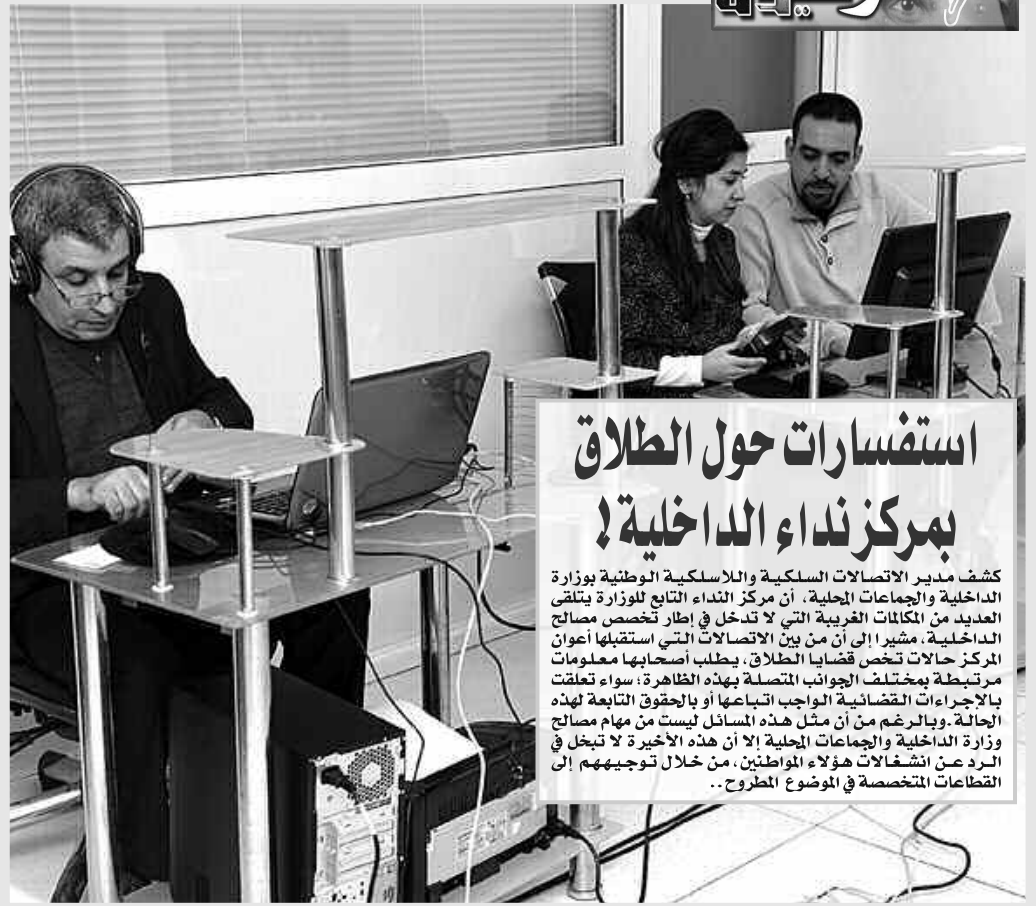 استفسارات حول الطلاق
بمركز نداء الداخلية !
كشف مدير الاتصالات السلكية واللاسلكية الوطنية بوزارة
الداخلية والجماعات المحلية، أن مركز النداء التابع للوزارة يتلقى
العديد من المكالمات الغريبة التي لا تدخل في إطار تخصص مصالح
الداخلية، مشيرا إلى أن من بين الاتصالات التي استقبلها أعوان
المركز حالات تخص قضايا الطلاق، يطلب أصحابها معلومات
مرتبطة بمختلف الجوانب المتصلة بهذه الظاهرة؛ سواء تعلقت
بالإجراءات القضائية الواجب اتباعها أو بالحقوق التابعة لهذه
الحالة.وبالرغم من أن مثل هذه المسائل ليست من مهام مصالح
وزارة الداخلية والجماعات المحلية إلا أن هذه الأخيرة لا تبخل في
الرد عن انشغالات هؤلاء المواطنين، من خلال توجيههم إلى
القطاعات المتخصصة في الموضوع المطروح..